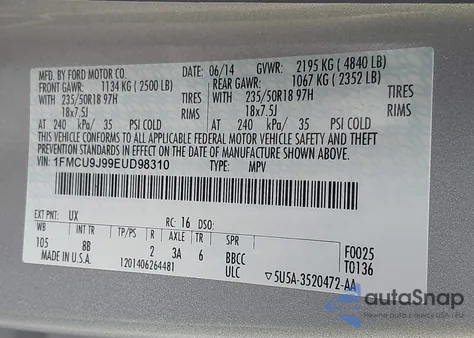 MFD. BY FORD MOTOR CO. DATE: 06/14 GVWR: 2195 KG ( 4840 LB)
FRONT GAWR: 1134 KG ( 2500 LB) REAR GAWR: 1067 KG ( 2352 LB)
WITH 235/50R18 97H TIRES WITH 235/50R18 97H TIRES
18x7.5J RIMS 18x7.5J RIMS
AT 240 kPa/ 35 PSI COLD AT 240 kPa/ 35 PSI COLD
THIS VEHICLE CONFORMS TO ALL APPLICABLE FEDERAL MOTOR VEHICLE SAFETY AND THEFT
PREVENTION STANDARDS IN EFFECT ON THE DATE OF MANUFACTURE SHOWN ABOVE.
VIN: 1FMCU9J99EUD98310 TYPE: MPV
EXT PNT: UX RC: 16 DSO:
WB INT TR TP/PS R AXLE TR SPR F0025
105 8B 2 3A 6 BBCC T0136
MADE IN U.S.A. 1201406264481 ULC ▽5U5A-3520472-AA
autoSnap
Pewne auto z USA i EU